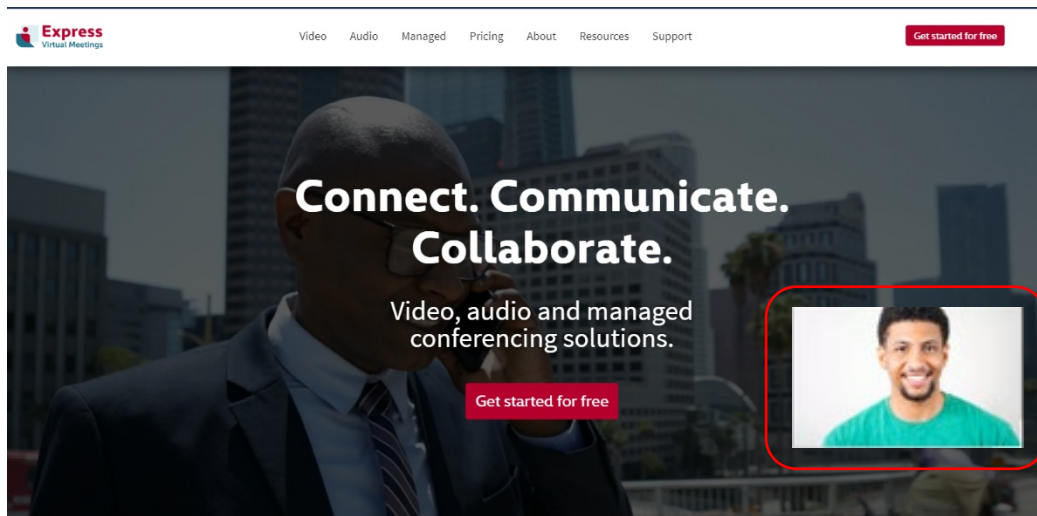 Express
Virtual Meetings
Video Audio Managed Pricing About Resources Support
Get started for free
Connect. Communicate.
Collaborate.
Video, audio and managed
conferencing solutions.
Get started for free